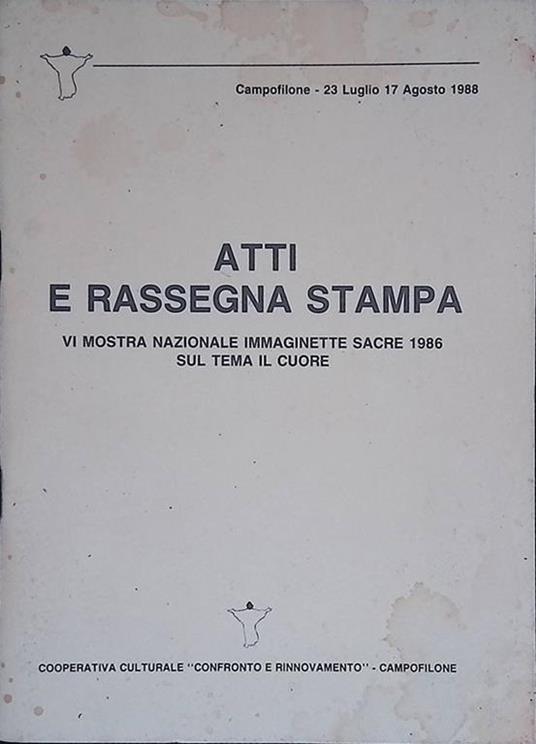 Campofilone - 23 Luglio 17 Agosto 1988
ATTI
E RASSEGNA STAMPA
VI MOSTRA NAZIONALE IMMAGINETTE SACRE 1986
SUL TEMA IL CUORE
COOPERATIVA CULTURALE "CONFRONTO E RINNOVAMENTO" - CAMPOFILONE